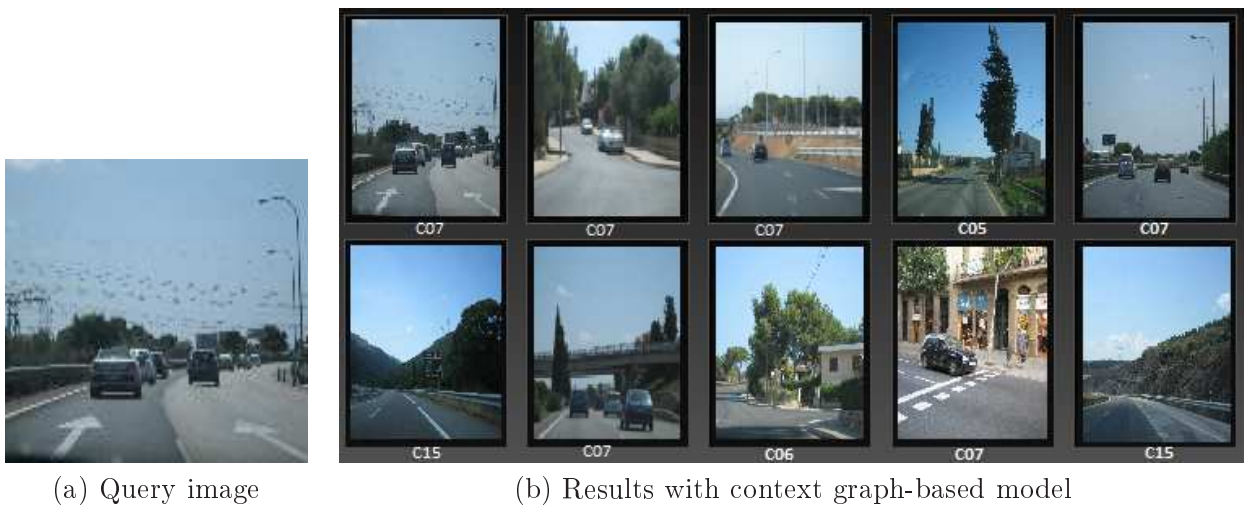 C07
C07
C07
C05
C07
C15
C07
C06
C07
C15
(a) Query image
(b) Results with context graph-based model